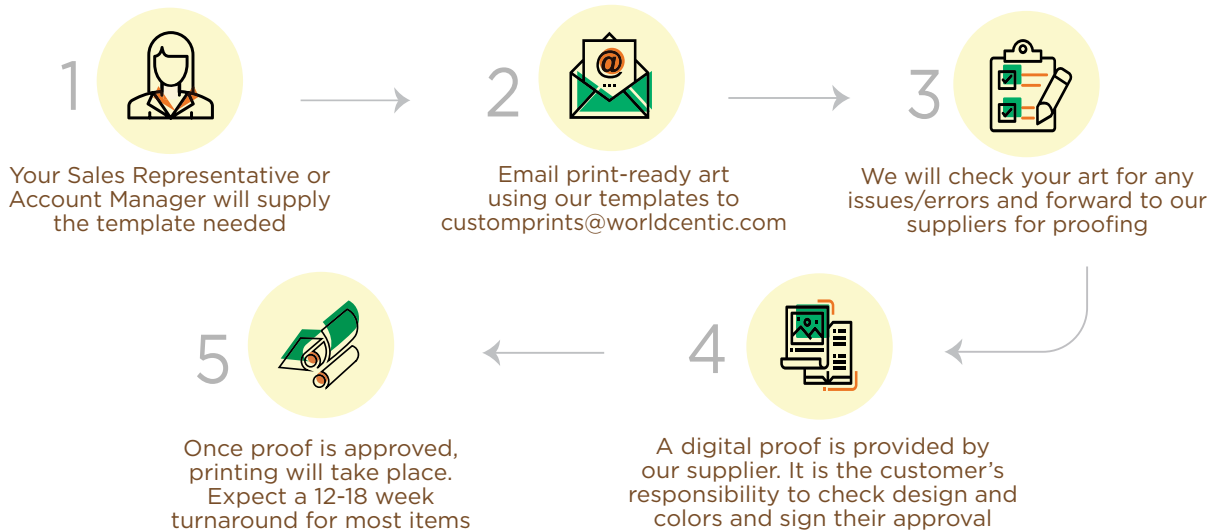 1
Your Sales Representative or
Account Manager will supply
the template needed
2
@
Email print-ready art
using our templates to
customprints@worldcentic.com
3
We will check your art for any
issues/errors and forward to our
suppliers for proofing
4
A digital proof is provided by
our supplier. It is the customer's
responsibility to check design and
colors and sign their approval
5
Once proof is approved,
printing will take place.
Expect a 12-18 week
turnaround for most items